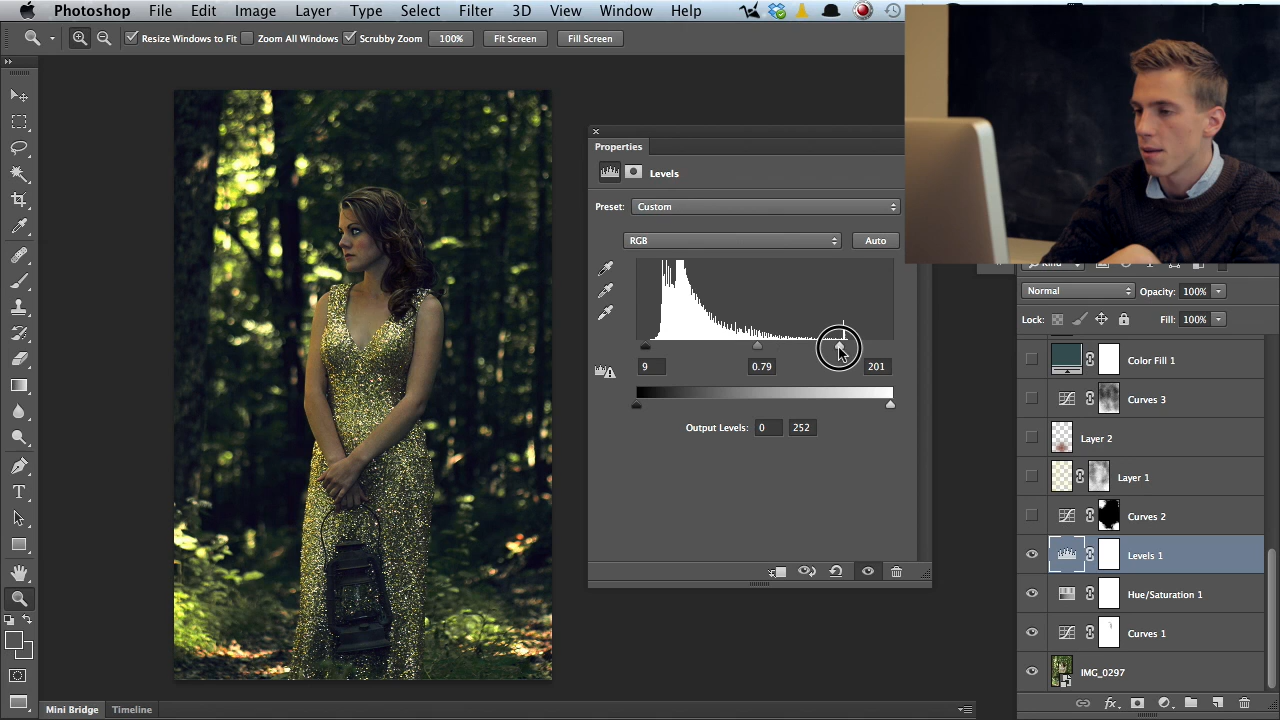 Photoshop File Edit Image Layer Type Select Filter 3D View Window Help
Resize Windows to Fit Zoom All Windows Scrubby Zoom 100% Fit Screen Fill Screen
Properties
Levels
Preset: Custom
RGB Auto
9 0.79 201
Output Levels: 0 252
Normal Opacity: 100%
Lock: Fill: 100%
Color Fill 1
Curves 3
Layer 2
Layer 1
Curves 2
Levels 1
Hue/Saturation 1
Curves 1
IMG_0297
Mini Bridge Timeline